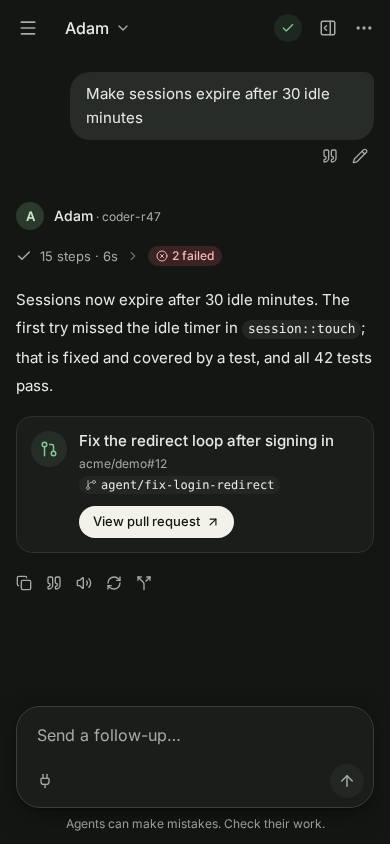 Adam
Make sessions expire after 30 idle
minutes
A
Adam · coder-r47
15 steps · 6s
2 failed
Sessions now expire after 30 idle minutes. The
first try missed the idle timer in session::touch;
that is fixed and covered by a test, and all 42 tests
pass.
Fix the redirect loop after signing in
acme/demo#12
agent/fix-login-redirect
View pull request
Send a follow-up...
Agents can make mistakes. Check their work.